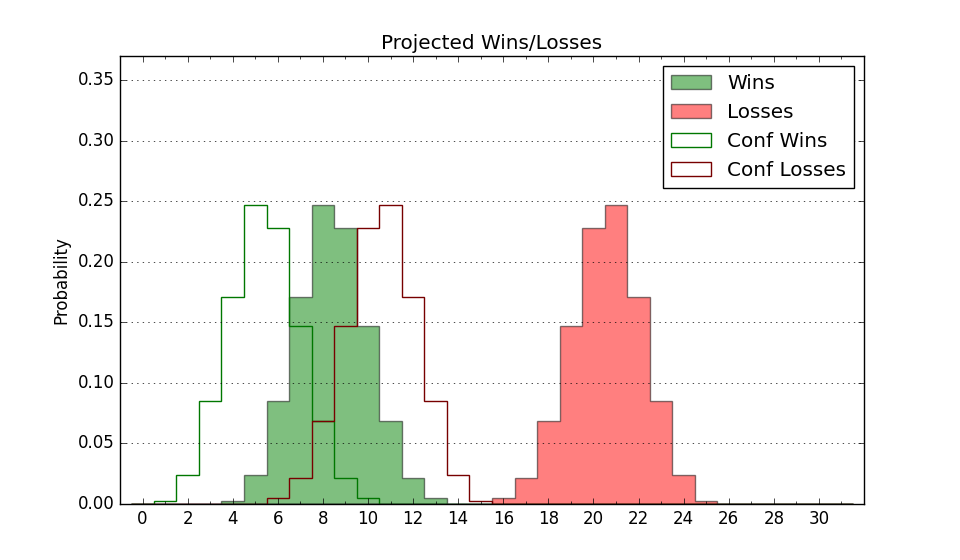 Projected Wins/Losses
0.35
0.30
0.25
0.20
0.15
0.10
0.05
0.00
Probability
Wins
Losses
Conf Wins
Conf Losses
0 2 4 6 8 10 12 14 16 18 20 22 24 26 28 30